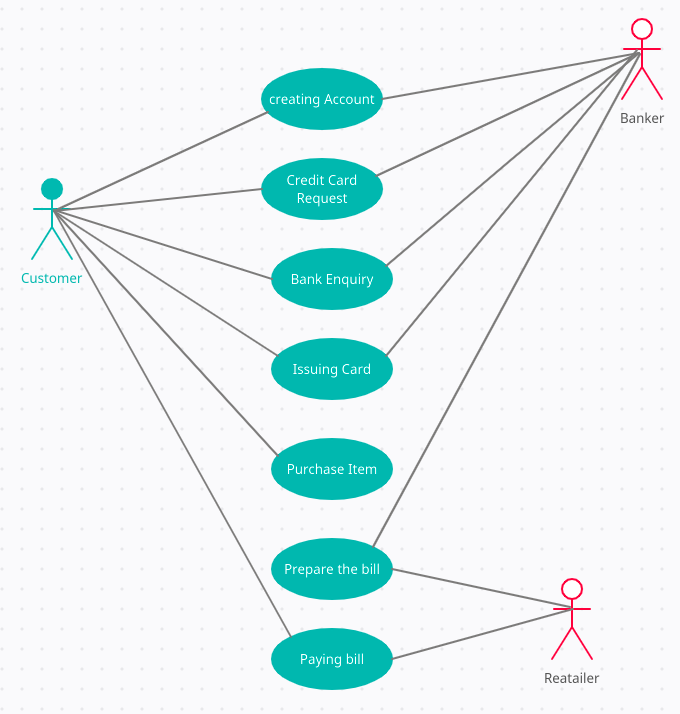 Banker
creating Account
Credit Card
Request
Customer
Bank Enquiry
Issuing Card
Purchase Item
Prepare the bill
Paying bill
Reatailer